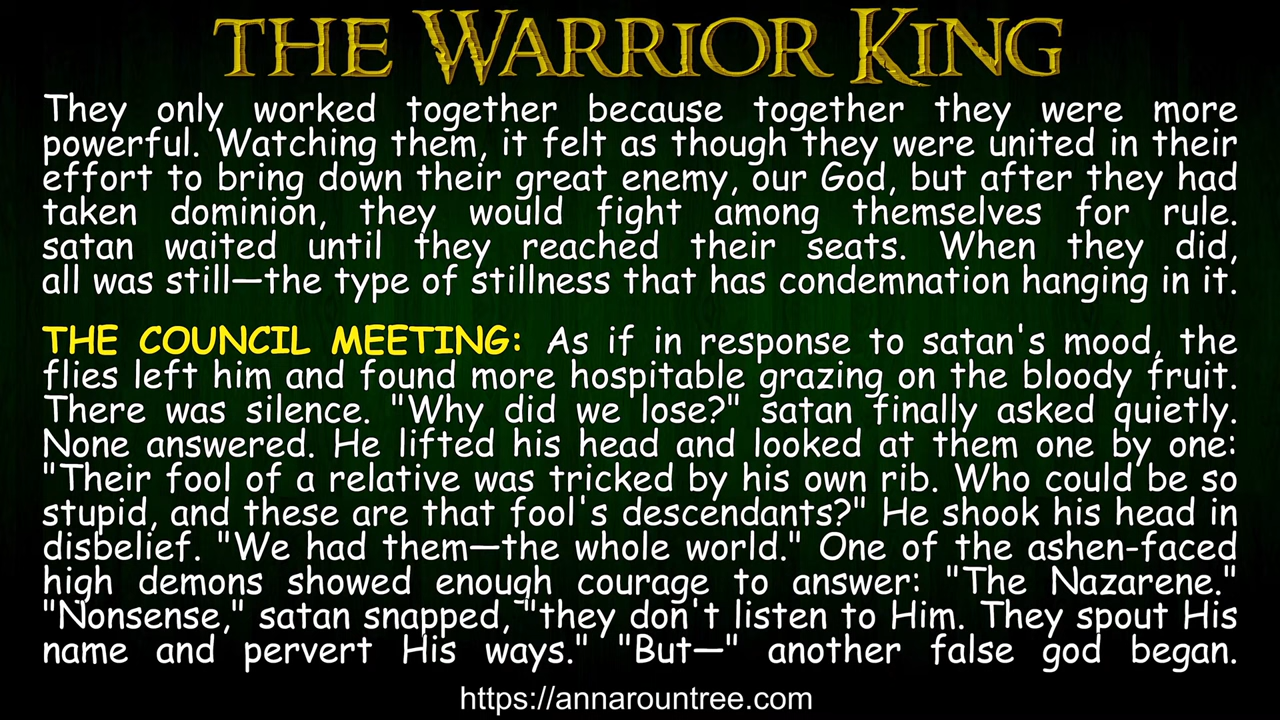 THE WARRIOR KING
They only worked together because together they were more
powerful. Watching them, it felt as though they were united in their
effort to bring down their great enemy, our God, but after they had
taken dominion, they would fight among themselves for rule.
satan waited until they reached their seats. When they did,
all was still—the type of stillness that has condemnation hanging in it.
THE COUNCIL MEETING: As if in response to satan's mood, the
flies left him and found more hospitable grazing on the bloody fruit.
There was silence. "Why did we lose?" satan finally asked quietly.
None answered. He lifted his head and looked at them one by one:
"Their fool of a relative was tricked by his own rib. Who could be so
stupid, and these are that fool's descendants?" He shook his head in
disbelief. "We had them—the whole world." One of the ashen-faced
high demons showed enough courage to answer: "The Nazarene."
"Nonsense," satan snapped, "they don't listen to Him. They spout His
name and pervert His ways." "But—" another false god began.
https://annarountree.com